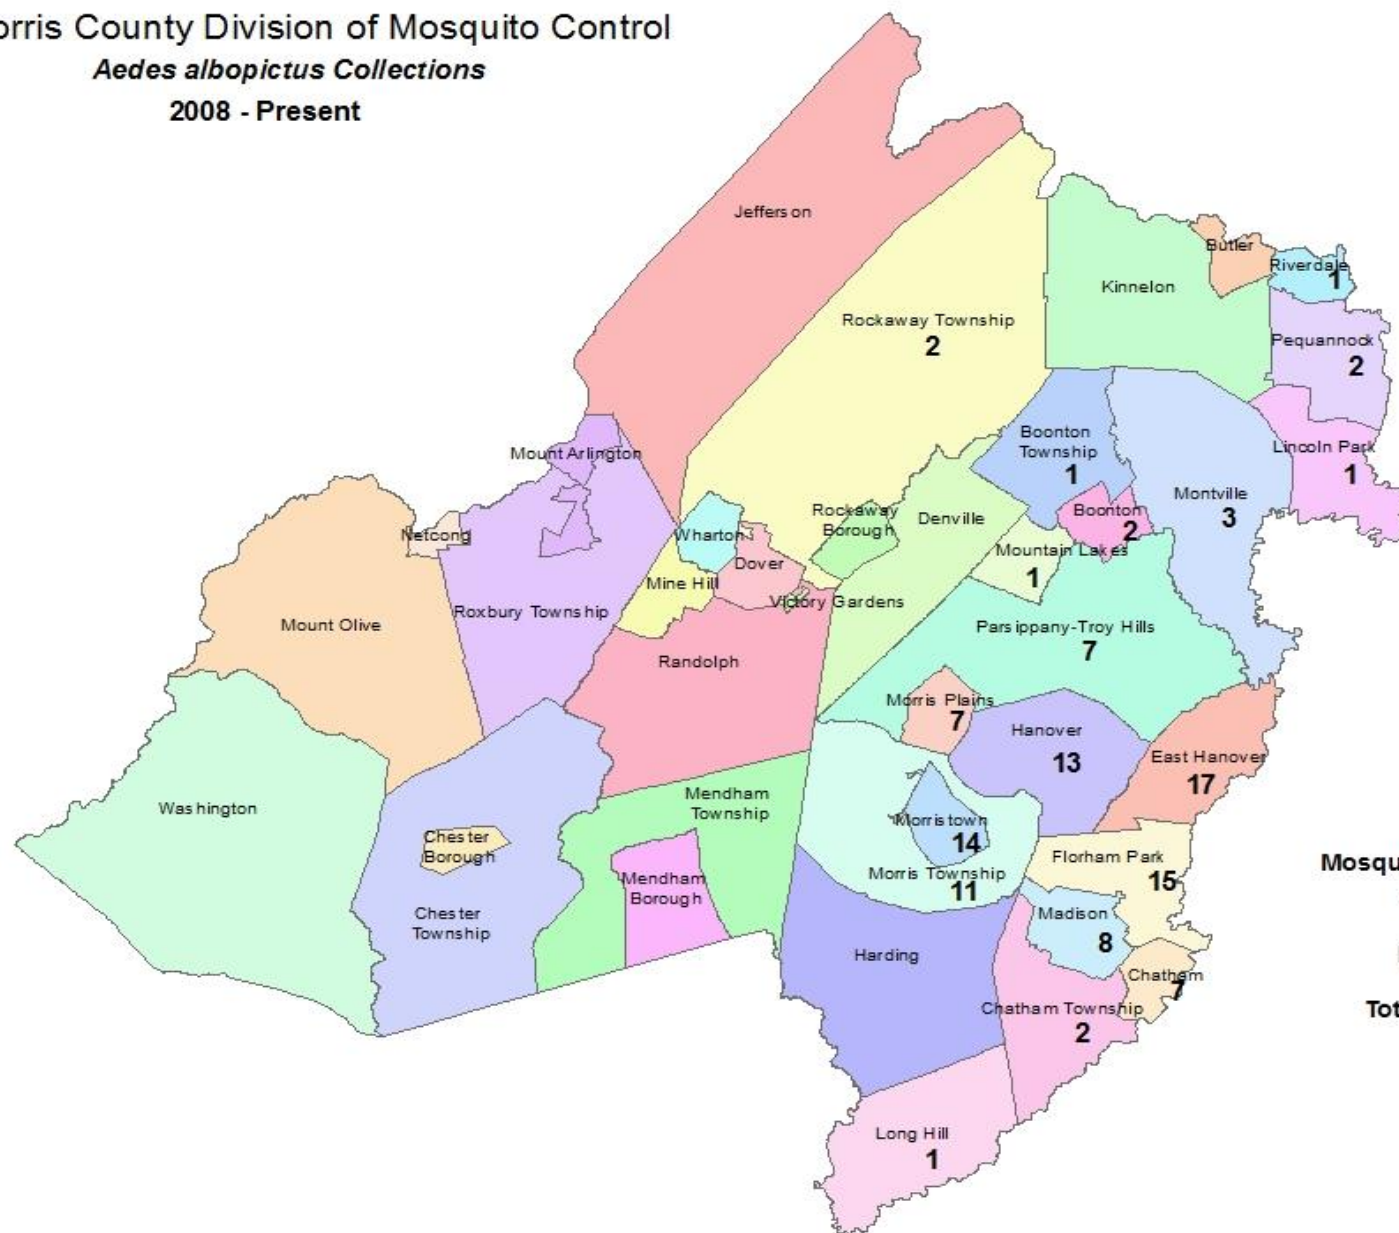 orris County Division of Mosquito Control
Aedes albopictus Collections
2008 - Present
Jefferson
Butler
Riverdale
1
Kinnelon
Rockaway Township
2
Pequannock
2
Boonton
Township
1
Mount Arlington
Lincoln Park
1
Montville
3
Rockaway
Borough
Denville
Boonton
2
Netcong
Wharton
Mountain Lakes
1
Dover
Mine Hill
Victory Gardens
Roxbury Township
Mount Olive
Parsippany-Troy Hills
7
Randolph
Morris Plains
7
Hanover
13
East Hanover
17
Washington
Mendham
Township
Morristown
14
Chester
Borough
Florham Park
15
Mosqu
Morris Township
11
Mendham
Borough
Madison
8
Chester
Township
Harding
Chatham
7
Chatham Township
2
Tot
Long Hill
1